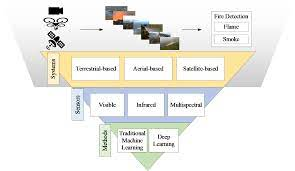 Fire Detection
Flame
Smoke
Systems
Terrestrial-based
Aerial-based
Satellite-based
Sensors
Visible
Infrared
Multispectral
Methods
Traditional
Machine
Learning
Deep
Learning